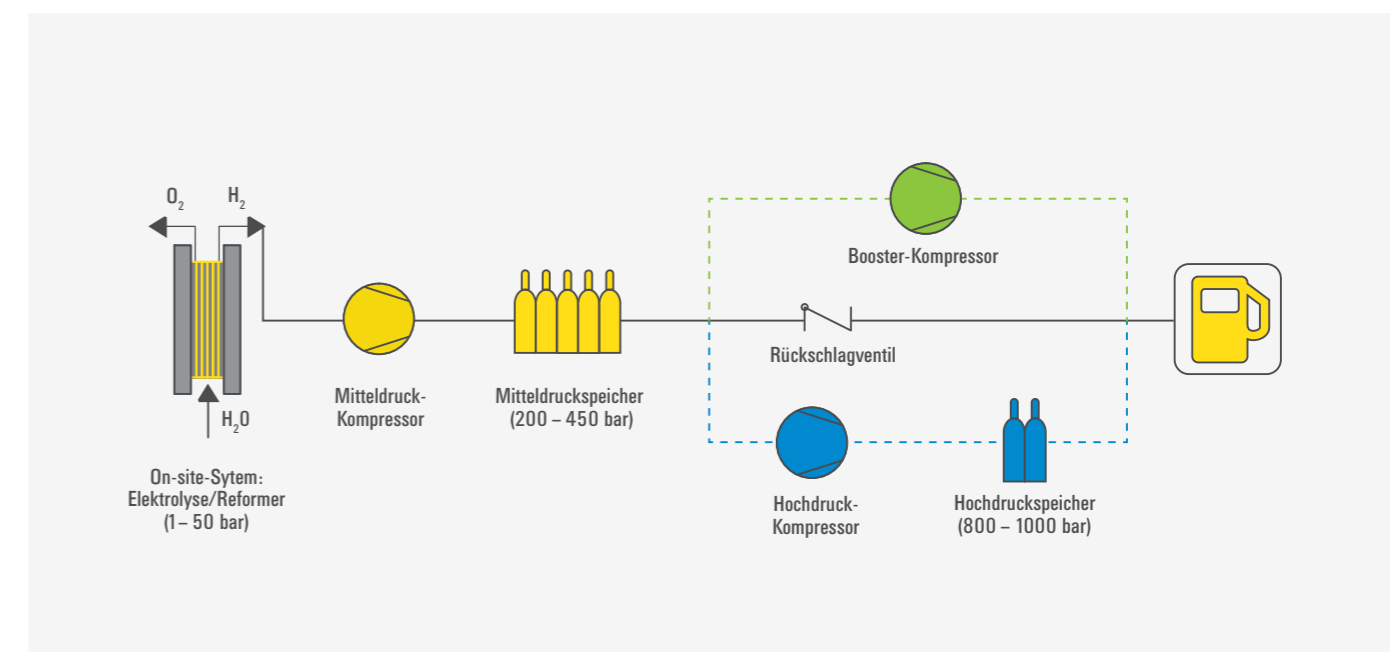 O₂
H₂
H₂O
On-site-Sytem:
Elektrolyse/Reformer
(1 – 50 bar)
Mitteldruck-
Kompressor
Mitteldruckspeicher
(200 – 450 bar)
Booster-Kompressor
Rückschlagventil
Hochdruck-
Kompressor
Hochdruckspeicher
(800 – 1000 bar)